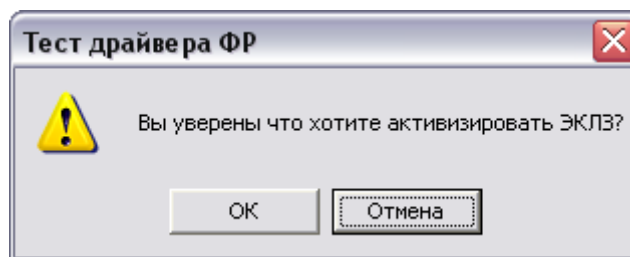 Тест драйвера ФР
Вы уверены что хотите активизировать ЭКЛЗ?
ОК
Отмена